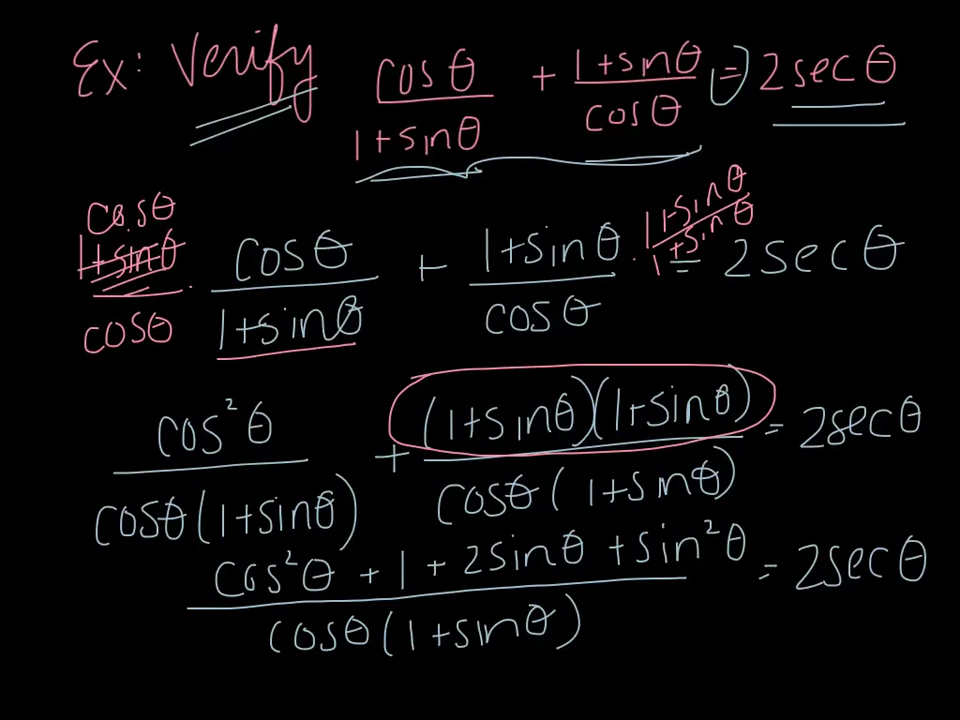 Ex: Verify cosθ/1+sinθ + 1+sinθ/cosθ = 2secθ
cosθ/cosθ · cosθ/1+sinθ + 1+sinθ/cosθ · 1+sinθ/1+sinθ = 2secθ
cos²θ/cosθ(1+sinθ) + (1+sinθ)(1+sinθ)/cosθ(1+sinθ) = 2secθ
cos²θ + 1 + 2sinθ + sin²θ/cosθ(1+sinθ) = 2secθ